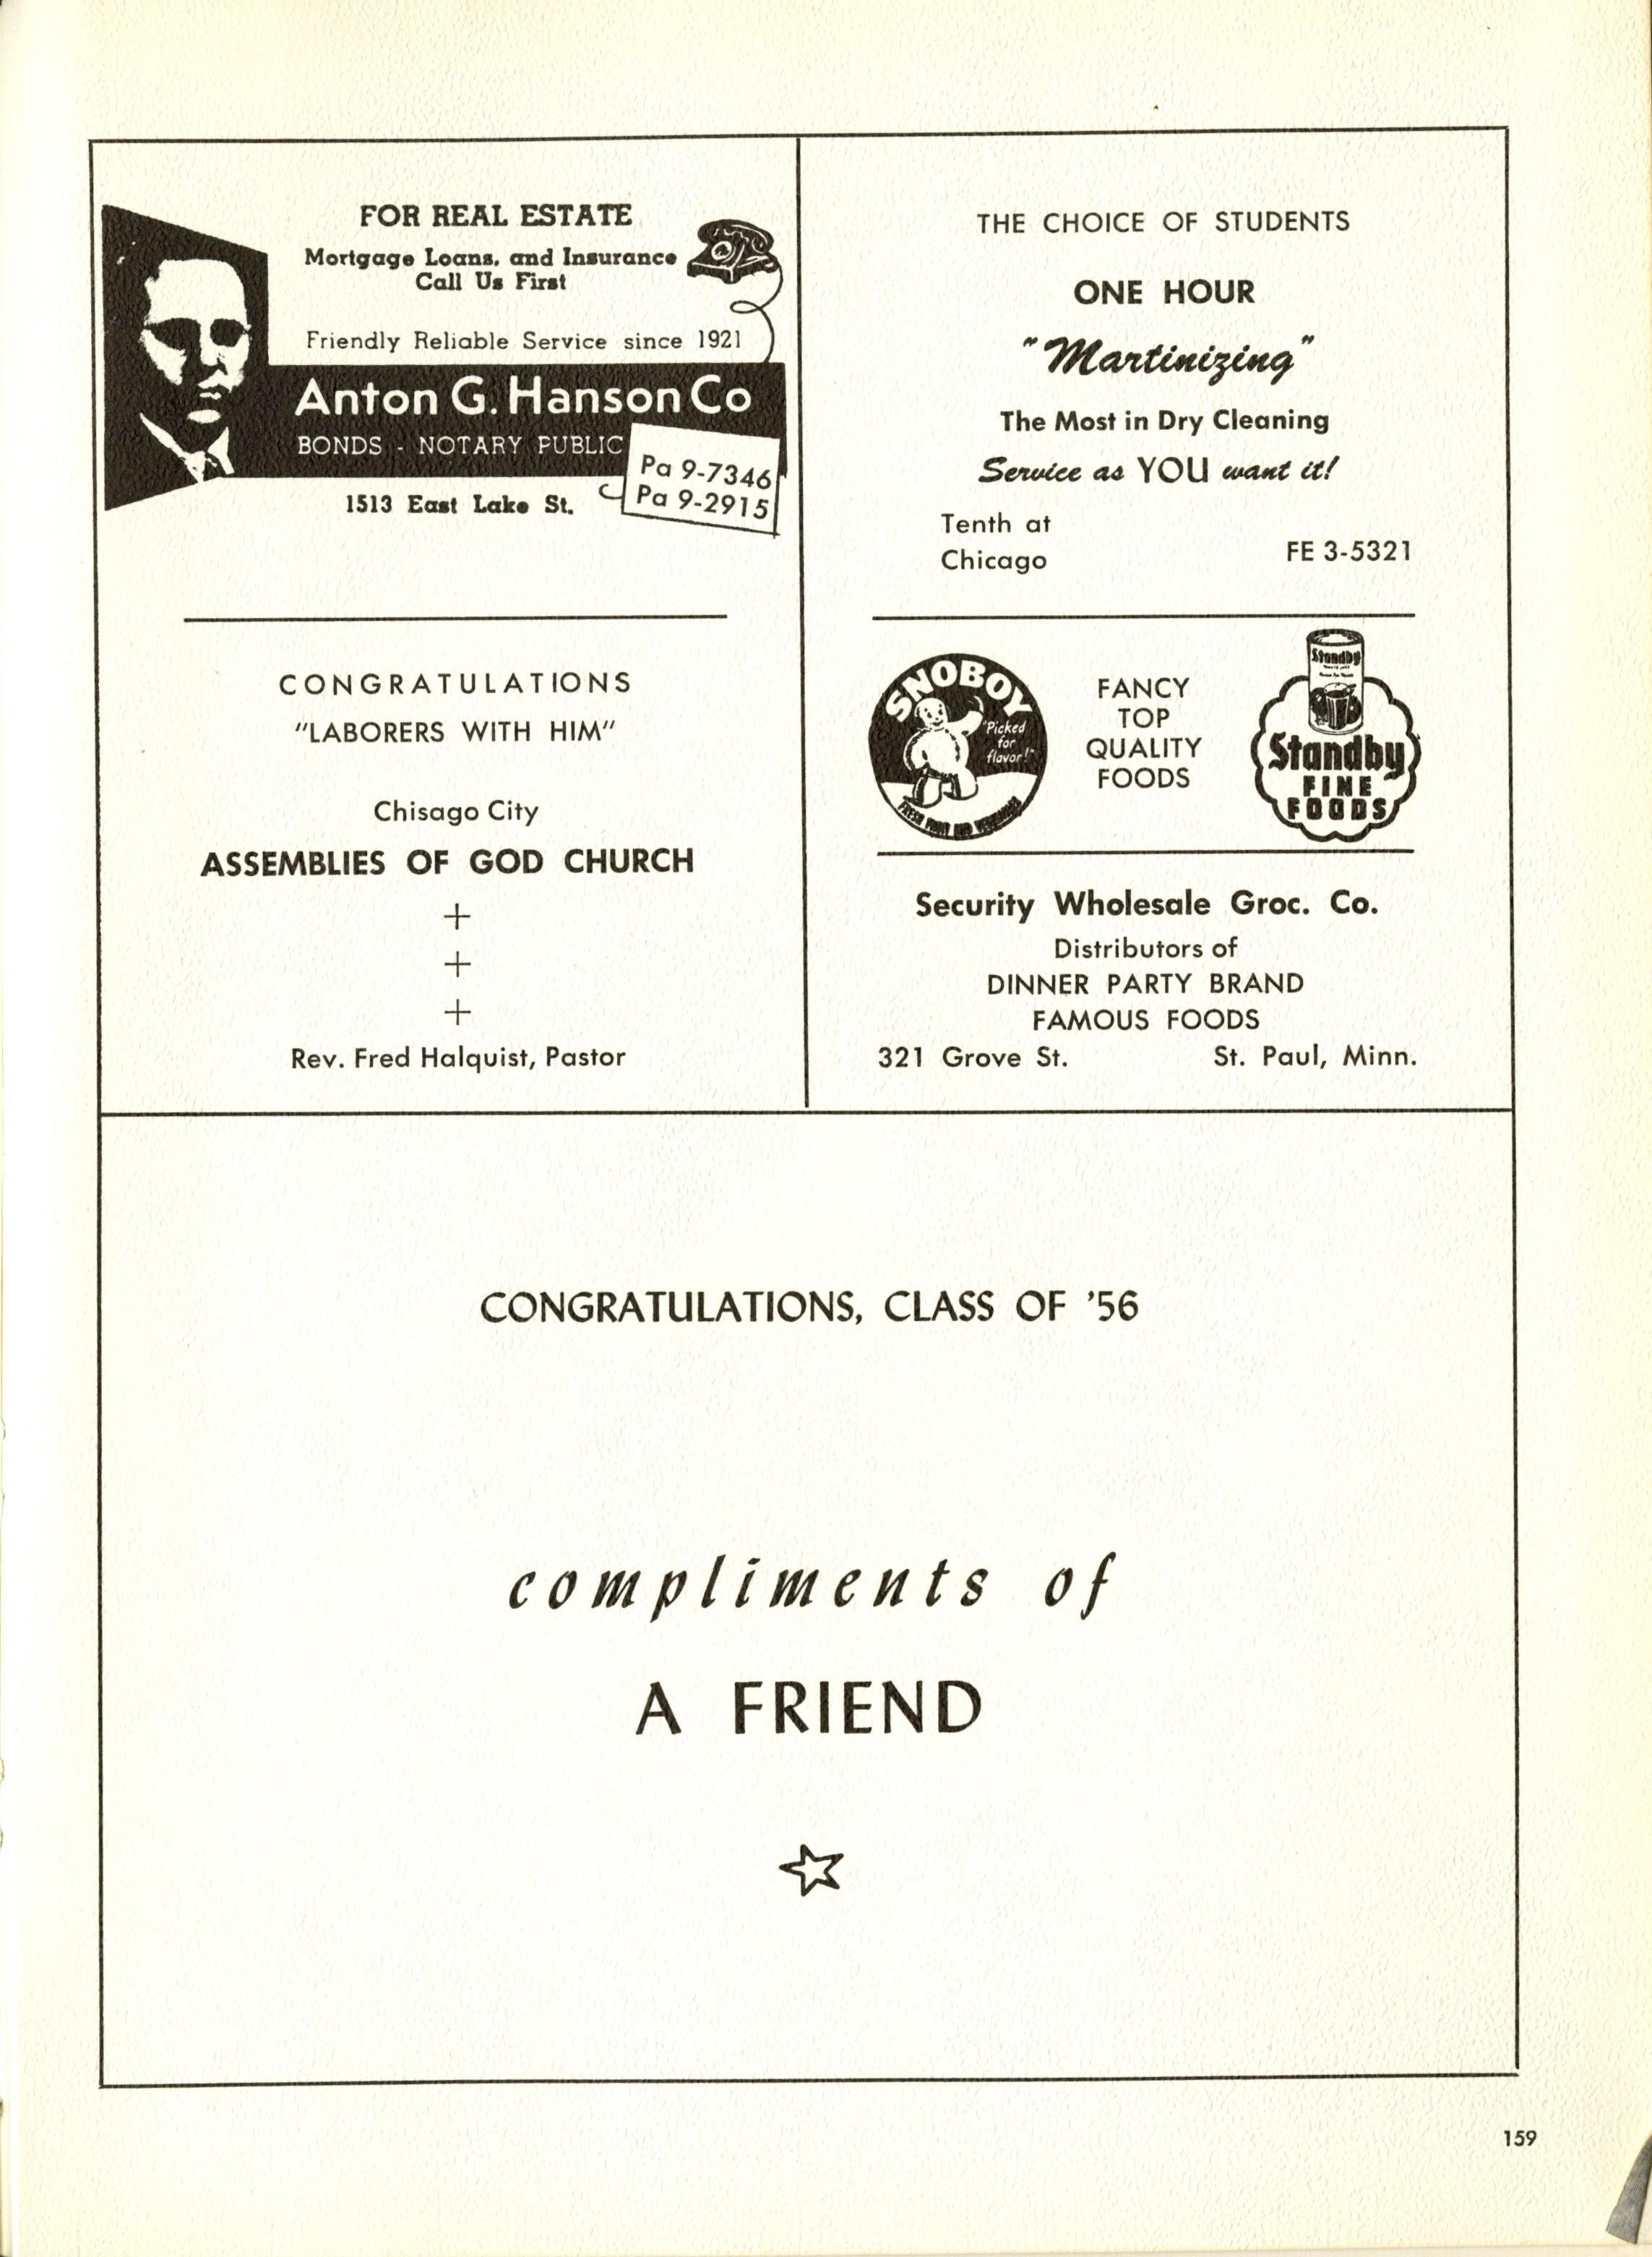 FOR REAL ESTATE
Mortgage Loans, and Insurance
Call Us First
Friendly Reliable Service since 1921
Anton G. Hanson Co
BONDS - NOTARY PUBLIC
Pa 9-7346
Pa 9-2915
1513 East Lake St.
CONGRATULATIONS
"LABORERS WITH HIM"
Chisago City
ASSEMBLIES OF GOD CHURCH
+
+
+
Rev. Fred Halquist, Pastor
THE CHOICE OF STUDENTS
ONE HOUR
"Martinizing"
The Most in Dry Cleaning
Service as YOU want it!
Tenth at
Chicago
FE 3-5321
SNOBOY
"Picked
for
flavor!"
FRESH FRUIT AND VEGETABLES
FANCY
TOP
QUALITY
FOODS
Standby
Standby
FINE
FOODS
Security Wholesale Groc. Co.
Distributors of
DINNER PARTY BRAND
FAMOUS FOODS
321 Grove St. St. Paul, Minn.
CONGRATULATIONS, CLASS OF '56
compliments of
A FRIEND
159